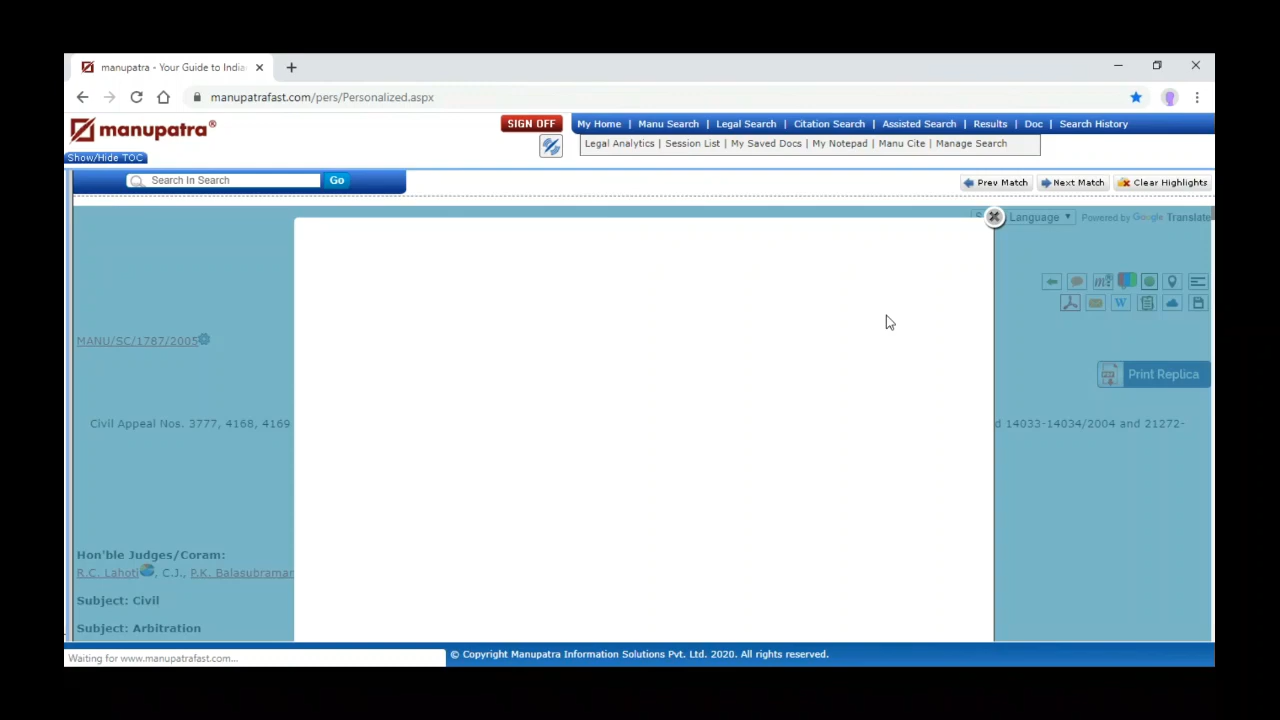 manupatra - Your Guide to India
manupatrafast.com/pers/Personalized.aspx
manupatra®
SIGN OFF
My Home | Manu Search | Legal Search | Citation Search | Assisted Search | Results | Doc | Search History
Legal Analytics | Session List | My Saved Docs | My Notepad | Manu Cite | Manage Search
Show/Hide TOC
Search In Search
Go
Prev Match
Next Match
Clear Highlights
Language
Powered by Google Translate
MANU/SC/1787/2005
Print Replica
Civil Appeal Nos. 3777, 4168, 4169
d 14033-14034/2004 and 21272-
Hon'ble Judges/Coram:
R.C. Lahoti, C.J., P.K. Balasubraman
Subject: Civil
Subject: Arbitration
© Copyright Manupatra Information Solutions Pvt. Ltd. 2020. All rights reserved.
Waiting for www.manupatrafast.com...